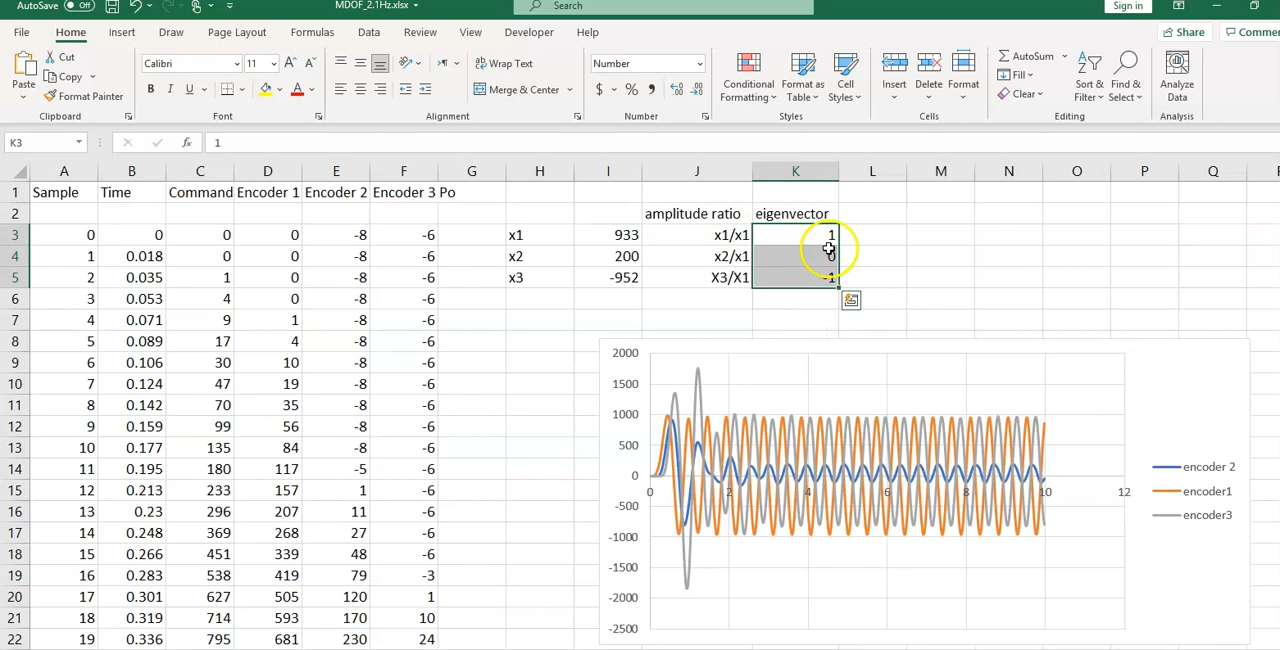 AutoSave Off MDOF_2.1Hz.xlsx Search Sign in
File Home Insert Draw Page Layout Formulas Data Review View Developer Help Share Commer
Paste Cut Copy Format Painter Calibri 11 Wrap Text Merge & Center Number Conditional Formatting Format as Table Cell Styles Insert Delete Format AutoSum Fill Clear Sort & Filter Find & Select Analyze Data
Clipboard Font Alignment Number Styles Cells Editing Analysis
K3 fx 1
A B C D E F G H I J K L M N O P Q R
1 Sample Time Command Encoder 1 Encoder 2 Encoder 3 Po
2 amplitude ratio eigenvector
3 0 0 0 0 -8 -6 x1 933 x1/x1 1
4 1 0.018 0 0 -8 -6 x2 200 x2/x1 0
5 2 0.035 1 0 -8 -6 x3 -952 X3/X1 -1
6 3 0.053 4 0 -8 -6
7 4 0.071 9 1 -8 -6
8 5 0.089 17 4 -8 -6
9 6 0.106 30 10 -8 -6
10 7 0.124 47 19 -8 -6
11 8 0.142 70 35 -8 -6
12 9 0.159 99 56 -8 -6
13 10 0.177 135 84 -8 -6
14 11 0.195 180 117 -5 -6
15 12 0.213 233 157 1 -6
16 13 0.23 296 207 11 -6
17 14 0.248 369 268 27 -6
18 15 0.266 451 339 48 -6
19 16 0.283 538 419 79 -3
20 17 0.301 627 505 120 1
21 18 0.319 714 593 170 10
22 19 0.336 795 681 230 24
2000
1500
1000
500
0
-500
-1000
-1500
-2000
-2500
0 2 4 6 8 10 12
encoder 2
encoder1
encoder3